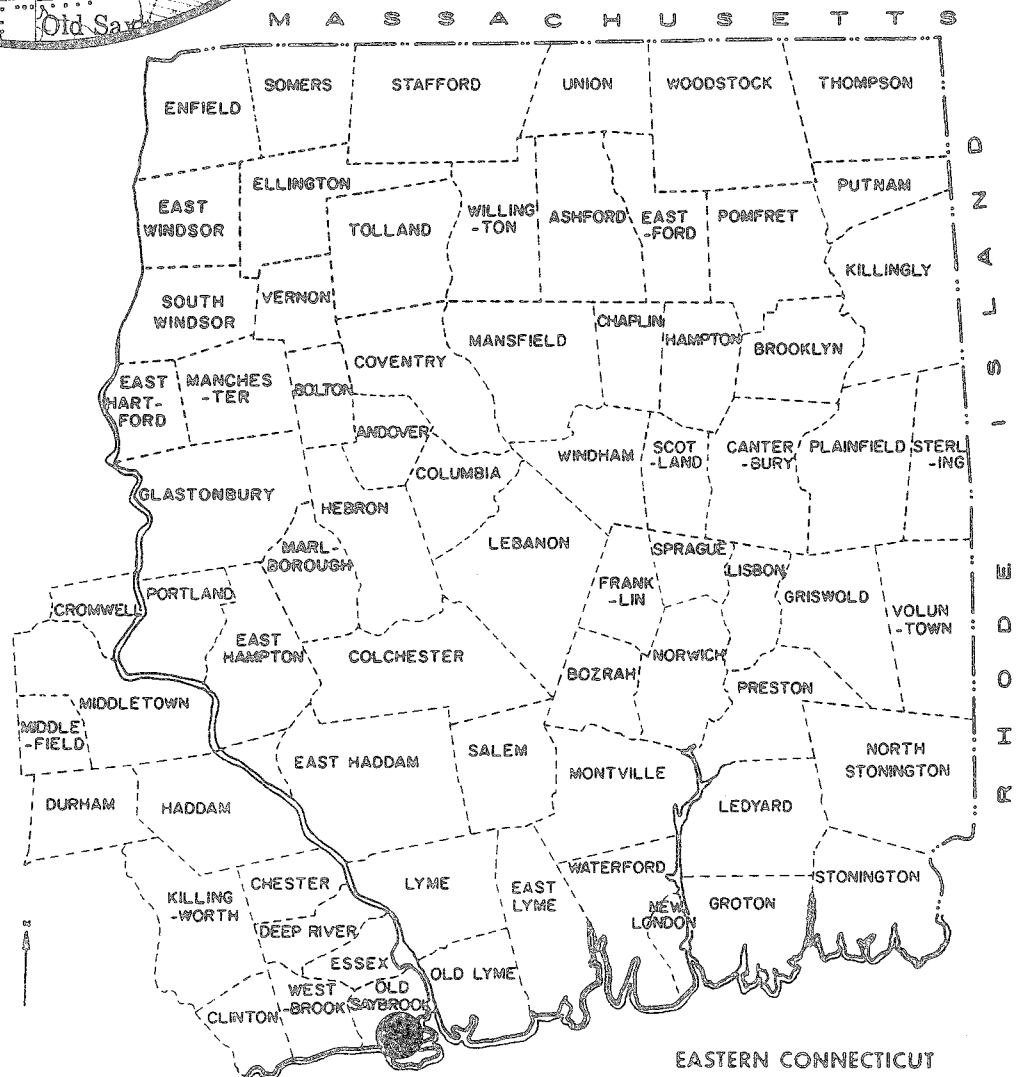 Old Say
MASSACHUSETTS
SOMERS
STAFFORD
UNION
WOODSTOCK
THOMPSON
ENFIELD
ELLINGTON
PUTNAM
EAST
WINDSOR
TOLLAND
WILLING
-TON
ASHFORD
EAST
-FORD
POMFRET
KILLINGLY
SOUTH
WINDSOR
VERNON
COVENTRY
MANSFIELD
CHAPLIN
HAMPTON
BROOKLYN
EAST
HART-
FORD
MANCHES
-TER
BOLTON
ANDOVER
COLUMBIA
WINDHAM
SCOT
-LAND
CANTER
-BURY
PLAINFIELD
STERL
-ING
GLASTONBURY
HEBRON
MARL-
BOROUGH
LEBANON
SPRAGUE
LISBON
FRANK
-LIN
GRISWOLD
VOLUN
-TOWN
CROMWELL
PORTLAND
EAST
HAMPTON
COLCHESTER
BOZRAH
NORWICH
PRESTON
MIDDLETOWN
MIDDLE
-FIELD
EAST HADDAM
SALEM
MONTVILLE
NORTH
STONINGTON
DURHAM
HADDAM
LEDYARD
KILLING
-WORTH
CHESTER
LYME
EAST
LYME
WATERFORD
NEW
LONDON
GROTON
STONINGTON
DEEP RIVER
ESSEX
OLD LYME
WEST
-BROOK
OLD
SAYBROOK
CLINTON
RHODE ISLAND
EASTERN CONNECTICUT